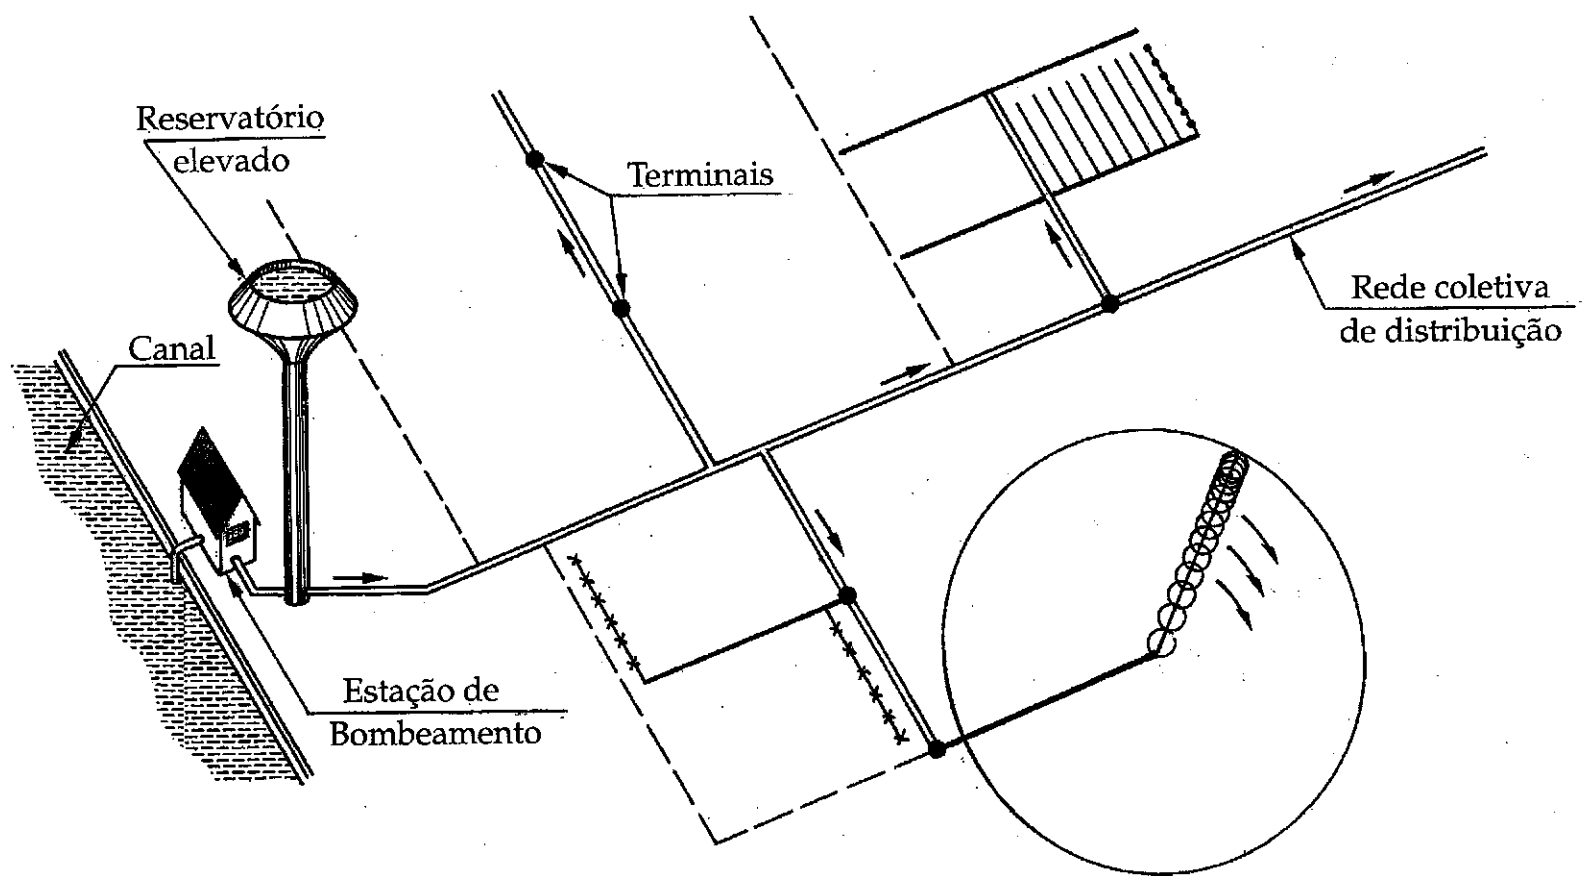 Reservatório
elevado
Terminais
Canal
Rede coletiva
de distribuição
Estação de
Bombeamento